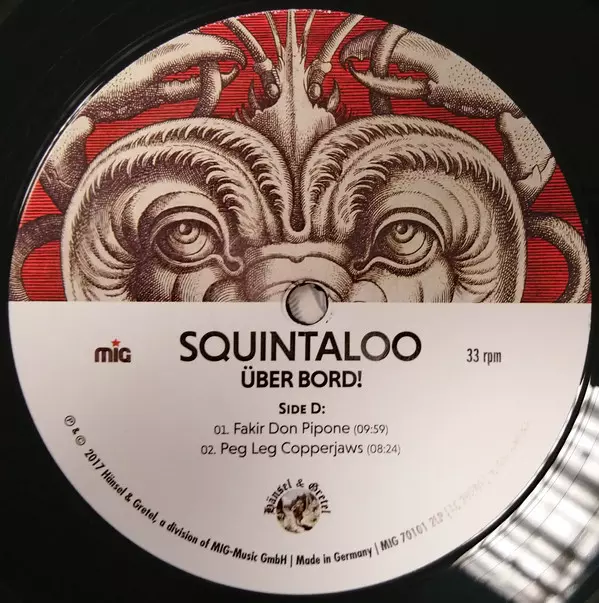 miG
SQUINTALOO
33 rpm
ÜBER BORD!
SIDE D:
01. Fakir Don Pipone (09:59)
02. Peg Leg Copperjaws (08:24)
Hänsel & Gretel
℗ & © 2017 Hänsel & Gretel, a division of MIG-Music GmbH | Made in Germany | MIG 70101 2LP